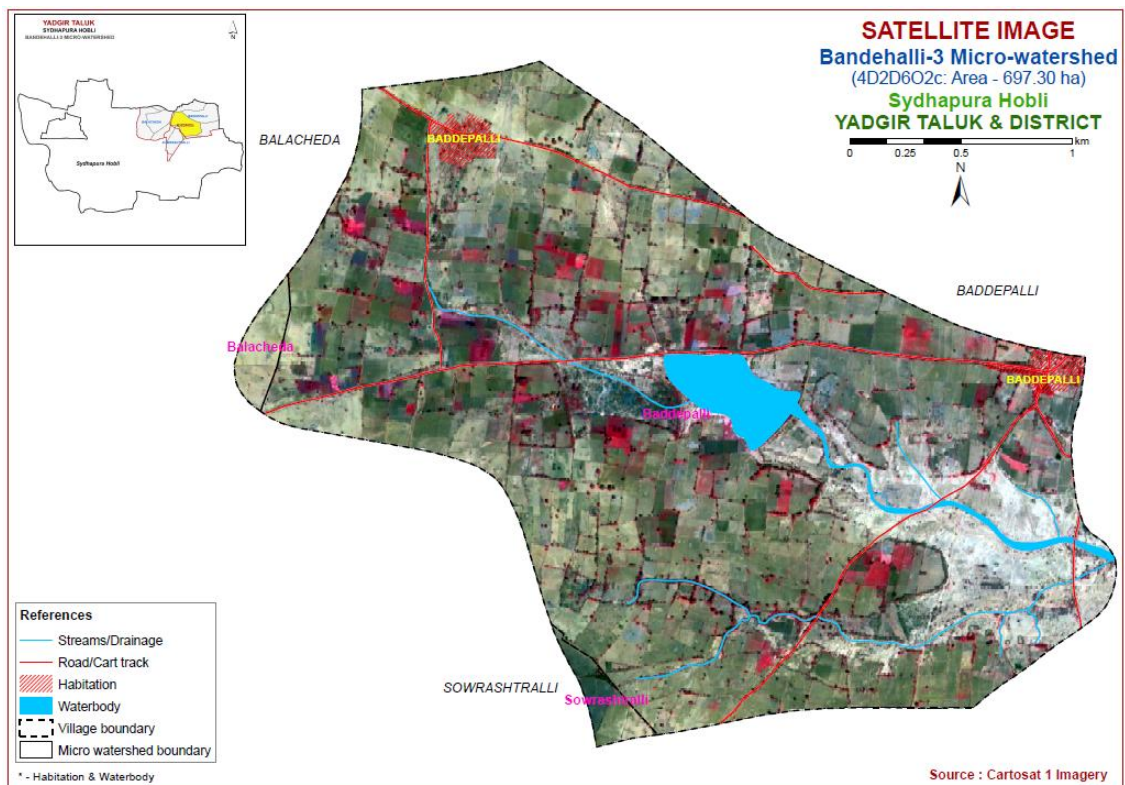 YADGIR TALUK
SYDHAPURA HOBLI
BANDEHALLI-3 MICRO-WATERSHED
N
Sydhapura Hobli
SATELLITE IMAGE
Bandehalli-3 Micro-watershed
(4D2D6O2c: Area - 697.30 ha)
Sydhapura Hobli
YADGIR TALUK & DISTRICT
0 0.25 0.5 1 km
N
BALACHEDA
BADDEPALLI
BADDEPALLI
Balacheda
BADDEPALLI
Baddepalli
SOWRASHTRALLI
Sowrashtralli
References
Streams/Drainage
Road/Cart track
Habitation
Waterbody
Village boundary
Micro watershed boundary
* - Habitation & Waterbody
Source : Cartosat 1 Imagery